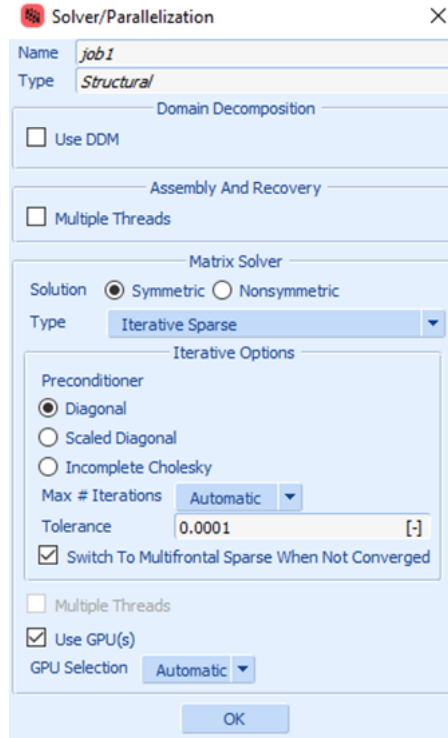 Solver/Parallelization
Name job1
Type Structural
Domain Decomposition
Use DDM
Assembly And Recovery
Multiple Threads
Matrix Solver
Solution Symmetric Nonsymmetric
Type Iterative Sparse
Iterative Options
Preconditioner
Diagonal
Scaled Diagonal
Incomplete Cholesky
Max # Iterations Automatic
Tolerance 0.0001 [-]
Switch To Multifrontal Sparse When Not Converged
Multiple Threads
Use GPU(s)
GPU Selection Automatic
OK